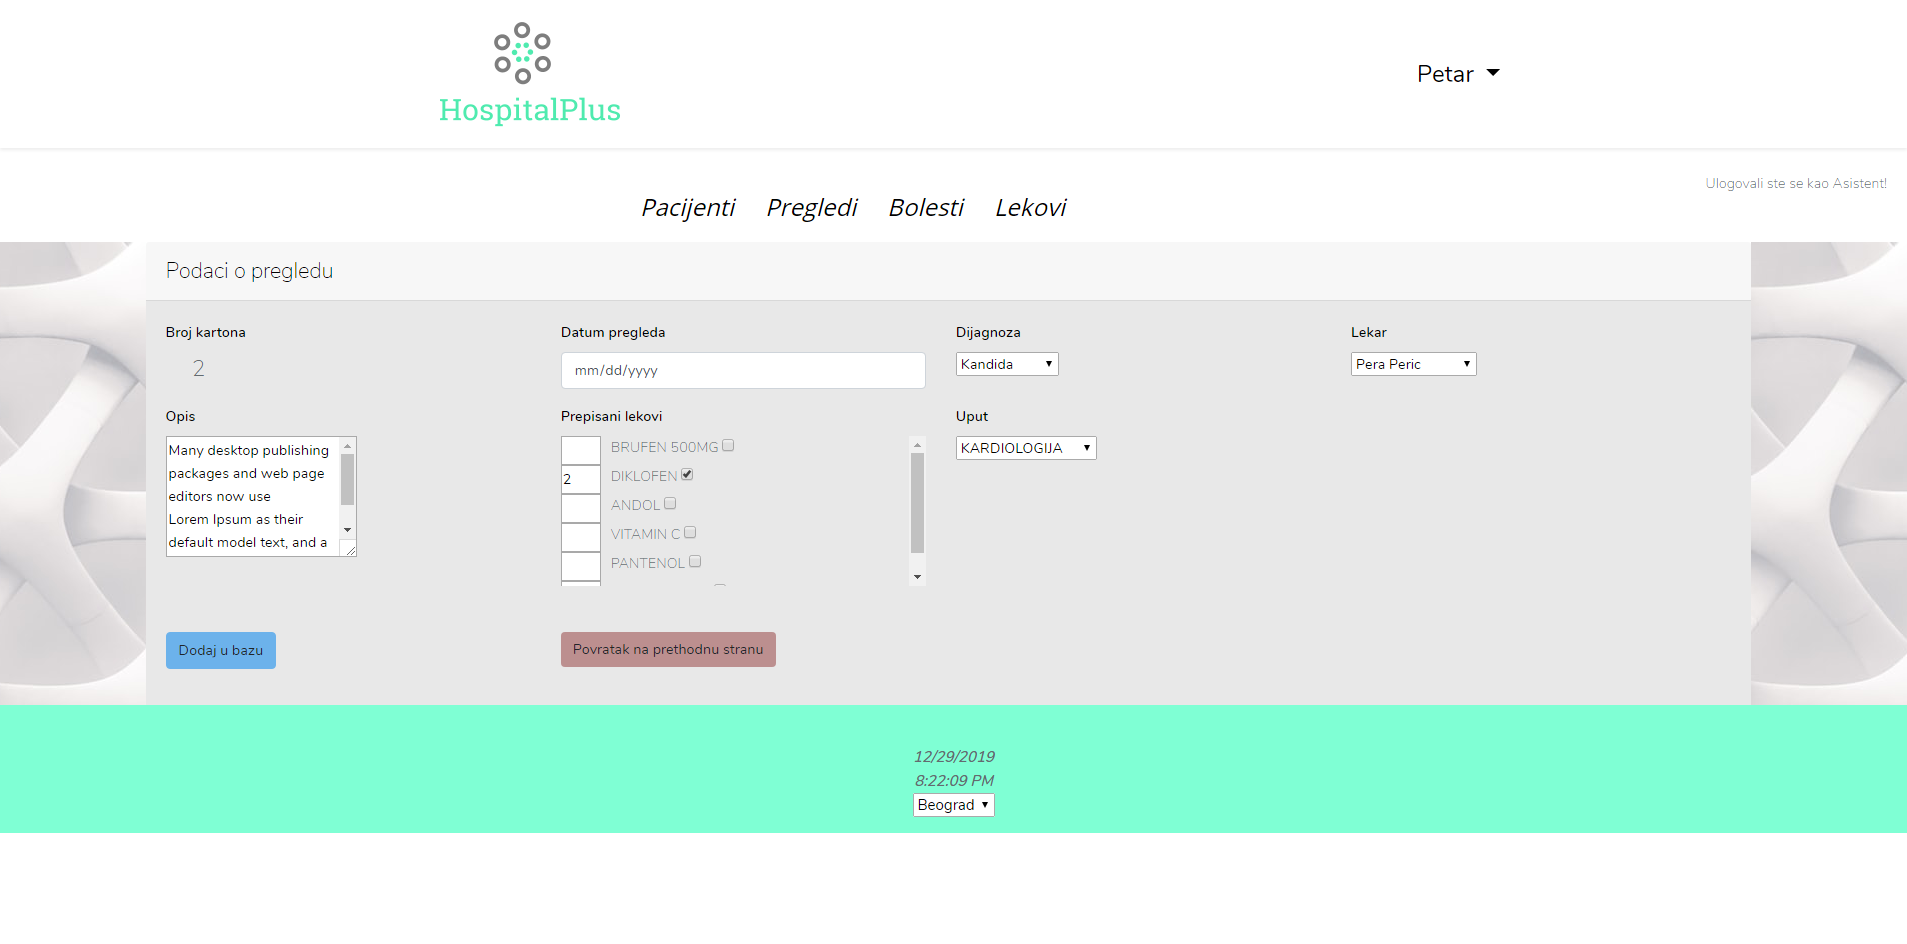 HospitalPlus
Petar
Ulogovali ste se kao Asistent!
Pacijenti Pregledi Bolesti Lekovi
Podaci o pregledu
Broj kartona
2
Datum pregleda
mm/dd/yyyy
Dijagnoza
Kandida
Lekar
Pera Peric
Opis
Many desktop publishing
packages and web page
editors now use
Lorem Ipsum as their
default model text, and a
Prepisani lekovi
BRUFEN 500MG
2 DIKLOFEN
ANDOL
VITAMIN C
PANTENOL
Uput
KARDIOLOGIJA
Dodaj u bazu
Povratak na prethodnu stranu
12/29/2019
8:22:09 PM
Beograd